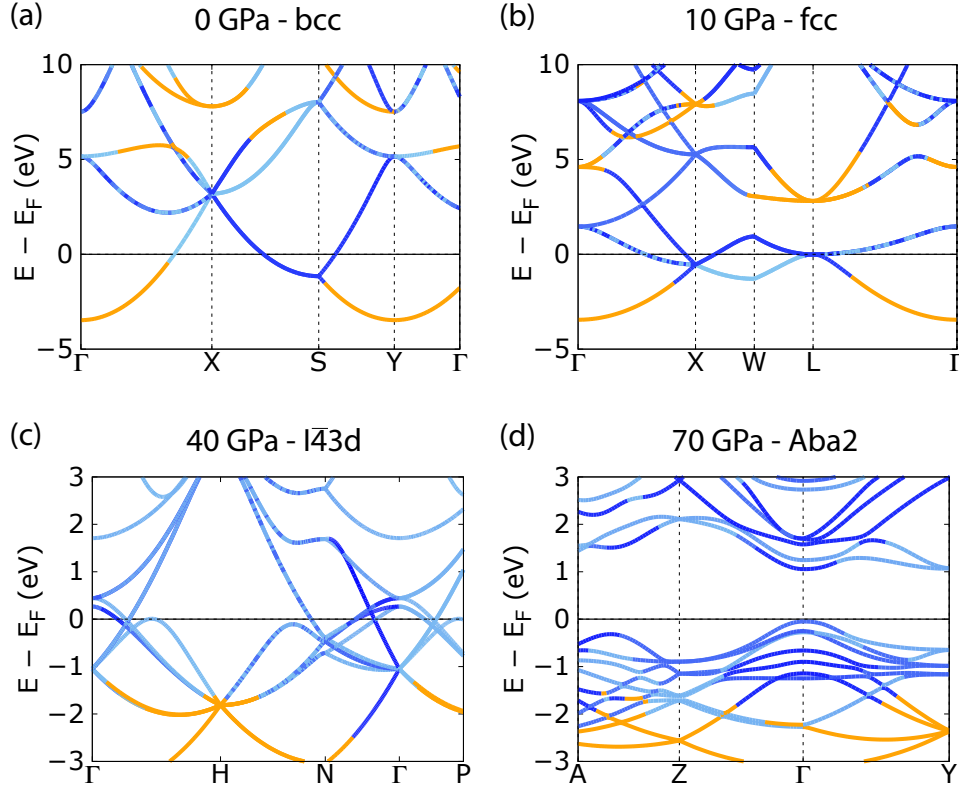 (a) 0 GPa - bcc
10
5
0
−5
E − E_F (eV)
Γ X S Y Γ
(b) 10 GPa - fcc
10
5
0
−5
E − E_F (eV)
Γ X W L Γ
(c) 40 GPa - I4̅3d
3
2
1
0
−1
−2
−3
E − E_F (eV)
Γ H N Γ P
(d) 70 GPa - Aba2
3
2
1
0
−1
−2
−3
E − E_F (eV)
A Z Γ Y